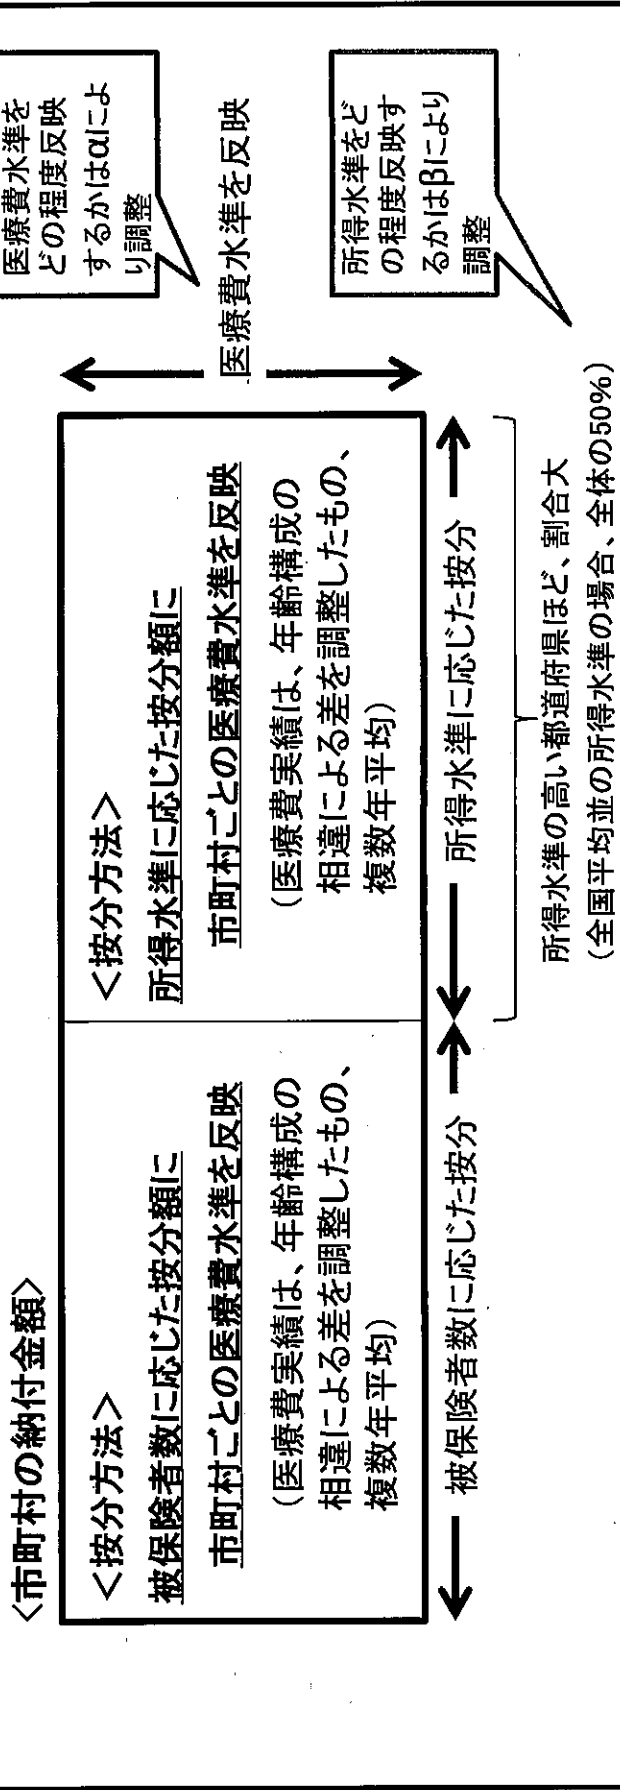 ＜市町村の納付金額＞
＜按分方法＞
被保険者数に応じた按分額に
市町村ごとの医療費水準を反映
（医療費実績は、年齢構成の
相違による差を調整したもの、
複数年平均）
＜按分方法＞
所得水準に応じた按分額に
市町村ごとの医療費水準を反映
（医療費実績は、年齢構成の
相違による差を調整したもの、
複数年平均）
医療費水準を
どの程度反映
するかはαによ
り調整
医療費水準を反映
所得水準をど
の程度反映す
るかはβにより
調整
被保険者数に応じた按分
所得水準に応じた按分
所得水準の高い都道府県ほど、割合大
（全国平均並の所得水準の場合、全体の50%）